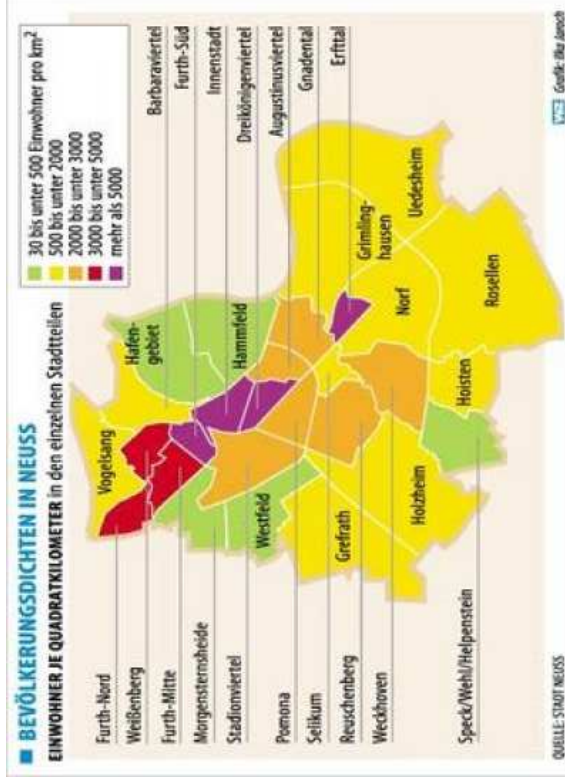 BEVÖLKERUNGSDICHTEN IN NEUSS
EINWOHNER JE QUADRATKILOMETER in den einzelnen Stadtteilen
30 bis unter 500 Einwohner pro km²
500 bis unter 2000
2000 bis unter 3000
3000 bis unter 5000
mehr als 5000
Furth-Nord
Weißenberg
Furth-Mitte
Morgensternsheide
Stadionviertel
Pomona
Selikum
Reuschenberg
Weckhoven
Speck/Wehl/Helpenstein
Vogelsang
Hafen-
gebiet
Hammfeld
Westfeld
Grefrath
Holzheim
Hoisten
Norf
Rosellen
Grimling-
hausen
Uedesheim
Barbaraviertel
Furth-Süd
Innenstadt
Dreikönigenviertel
Augustinusviertel
Gnadental
Erfttal
QUELLE: STADT NEUSS
WZ Grafik: Ilka Jarosch